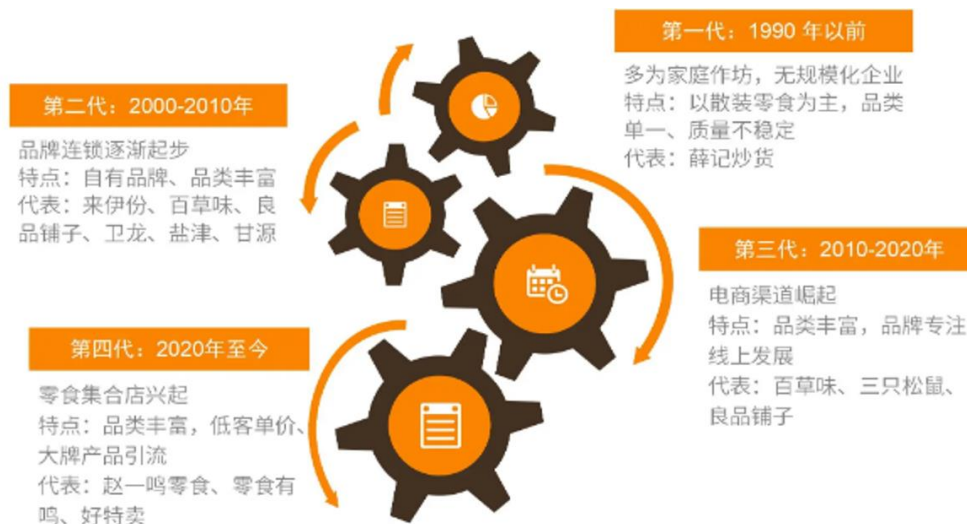 第一代：1990 年以前
多为家庭作坊，无规模化企业
特点：以散装零食为主，品类
单一、质量不稳定
代表：薛记炒货
第二代：2000-2010年
品牌连锁逐渐起步
特点：自有品牌、品类丰富
代表：来伊份、百草味、良
品铺子、卫龙、盐津、甘源
第三代：2010-2020年
电商渠道崛起
特点：品类丰富，品牌专注
线上发展
代表：百草味、三只松鼠、
良品铺子
第四代：2020年至今
零食集合店兴起
特点：品类丰富，低客单价、
大牌产品引流
代表：赵一鸣零食、零食有
鸣、好特卖